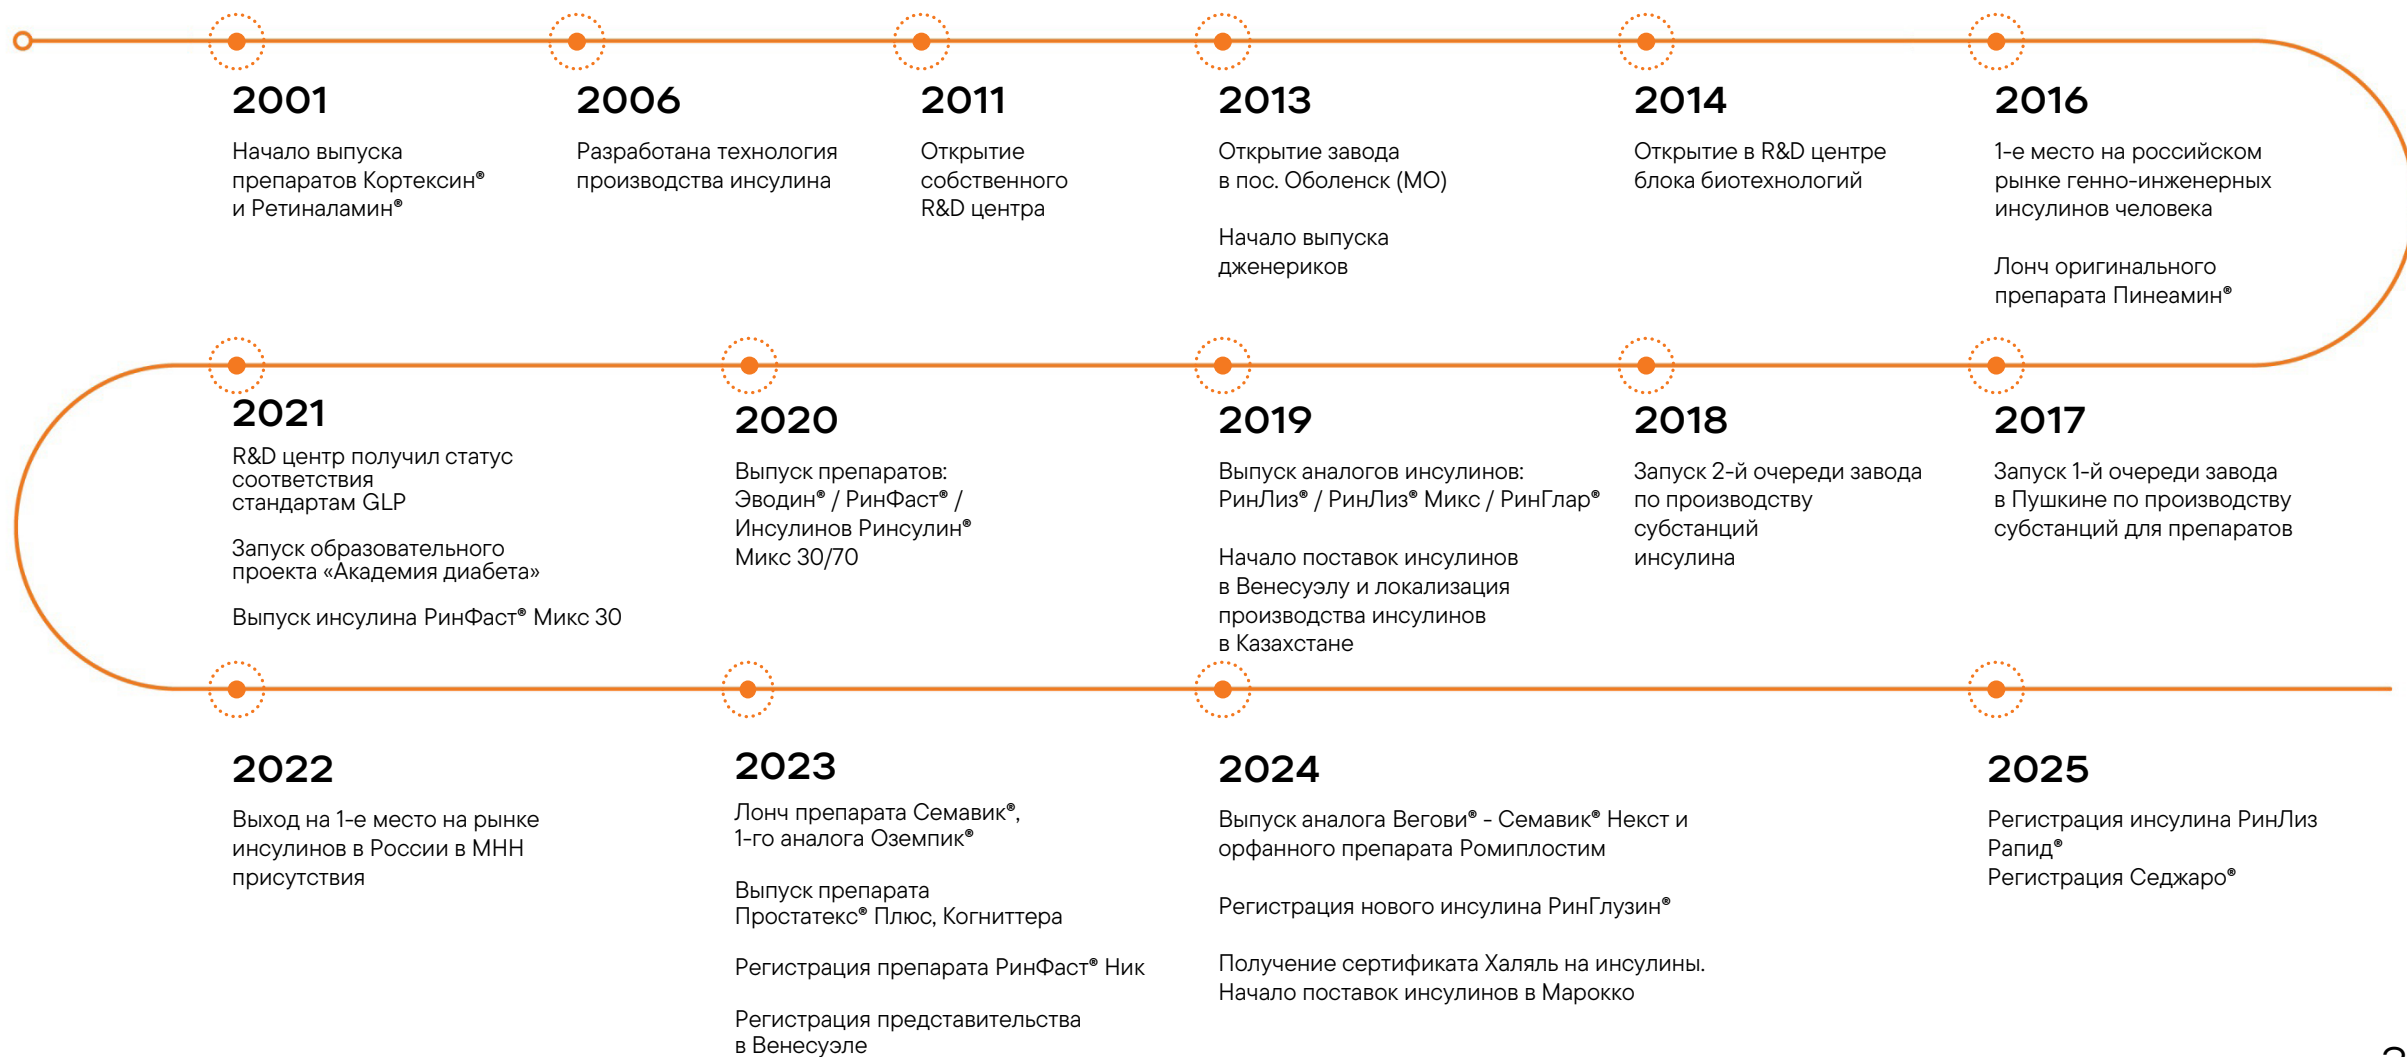 2001
Начало выпуска
препаратов Кортексин®
и Ретиналамин®
2006
Разработана технология
производства инсулина
2011
Открытие
собственного
R&D центра
2013
Открытие завода
в пос. Оболенск (МО)
Начало выпуска
дженериков
2014
Открытие в R&D центре
блока биотехнологий
2016
1-е место на российском
рынке генно-инженерных
инсулинов человека
Лонч оригинального
препарата Пинеамин®
2017
Запуск 1-й очереди завода
в Пушкине по производству
субстанций для препаратов
2018
Запуск 2-й очереди завода
по производству
субстанций
инсулина
2019
Выпуск аналогов инсулинов:
РинЛиз® / РинЛиз® Микс / РинГлар®
Начало поставок инсулинов
в Венесуэлу и локализация
производства инсулинов
в Казахстане
2020
Выпуск препаратов:
Эводин® / РинФаст® /
Инсулинов Ринсулин®
Микс 30/70
2021
R&D центр получил статус
соответствия
стандартам GLP
Запуск образовательного
проекта «Академия диабета»
Выпуск инсулина РинФаст® Микс 30
2022
Выход на 1-е место на рынке
инсулинов в России в МНН
присутствия
2023
Лонч препарата Семавик®,
1-го аналога Оземпик®
Выпуск препарата
Простатекс® Плюс, Когниттера
Регистрация препарата РинФаст® Ник
Регистрация представительства
в Венесуэле
2024
Выпуск аналога Вегови® - Семавик® Некст и
орфанного препарата Ромиплостим
Регистрация нового инсулина РинГлузин®
Получение сертификата Халяль на инсулины.
Начало поставок инсулинов в Марокко
2025
Регистрация инсулина РинЛиз
Рапид®
Регистрация Седжаро®